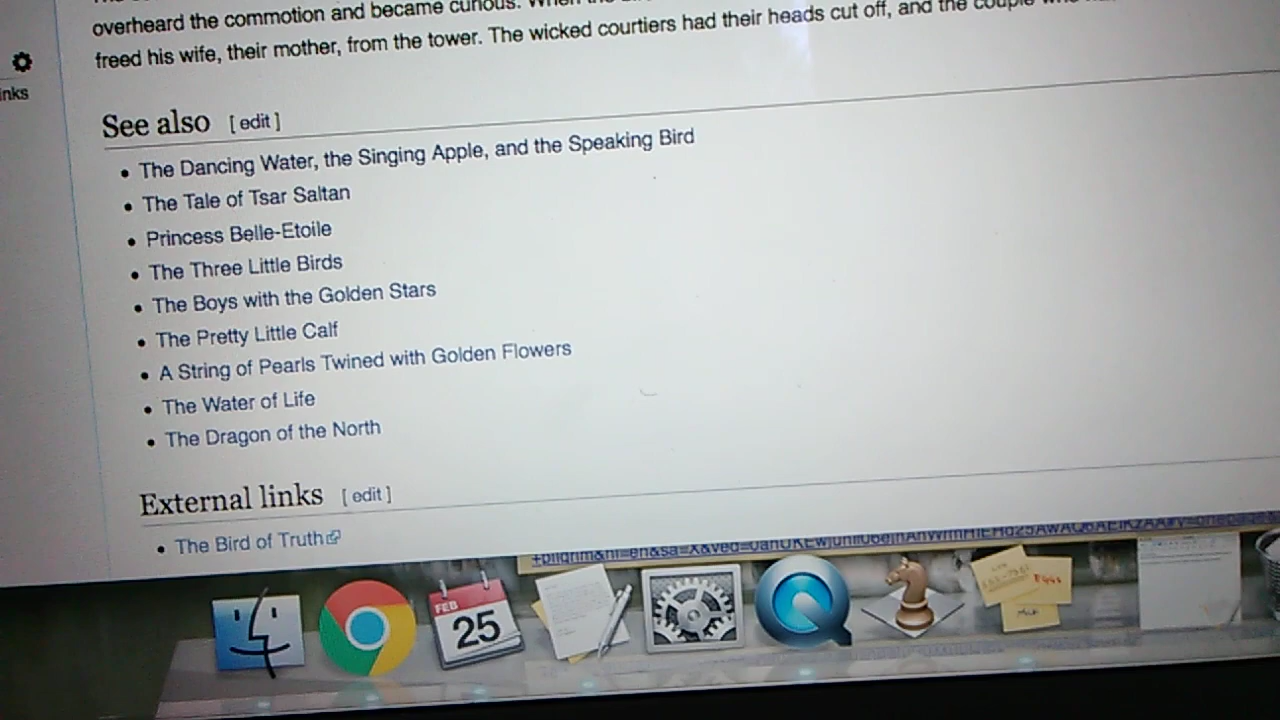 overheard the commotion and became curious. When the
freed his wife, their mother, from the tower. The wicked courtiers had their heads cut off, and the couple
inks
See also [ edit ]
• The Dancing Water, the Singing Apple, and the Speaking Bird
• The Tale of Tsar Saltan
• Princess Belle-Etoile
• The Three Little Birds
• The Boys with the Golden Stars
• The Pretty Little Calf
• A String of Pearls Twined with Golden Flowers
• The Water of Life
• The Dragon of the North
External links [ edit ]
• The Bird of Truth
FEB
25
Eggs
Milk